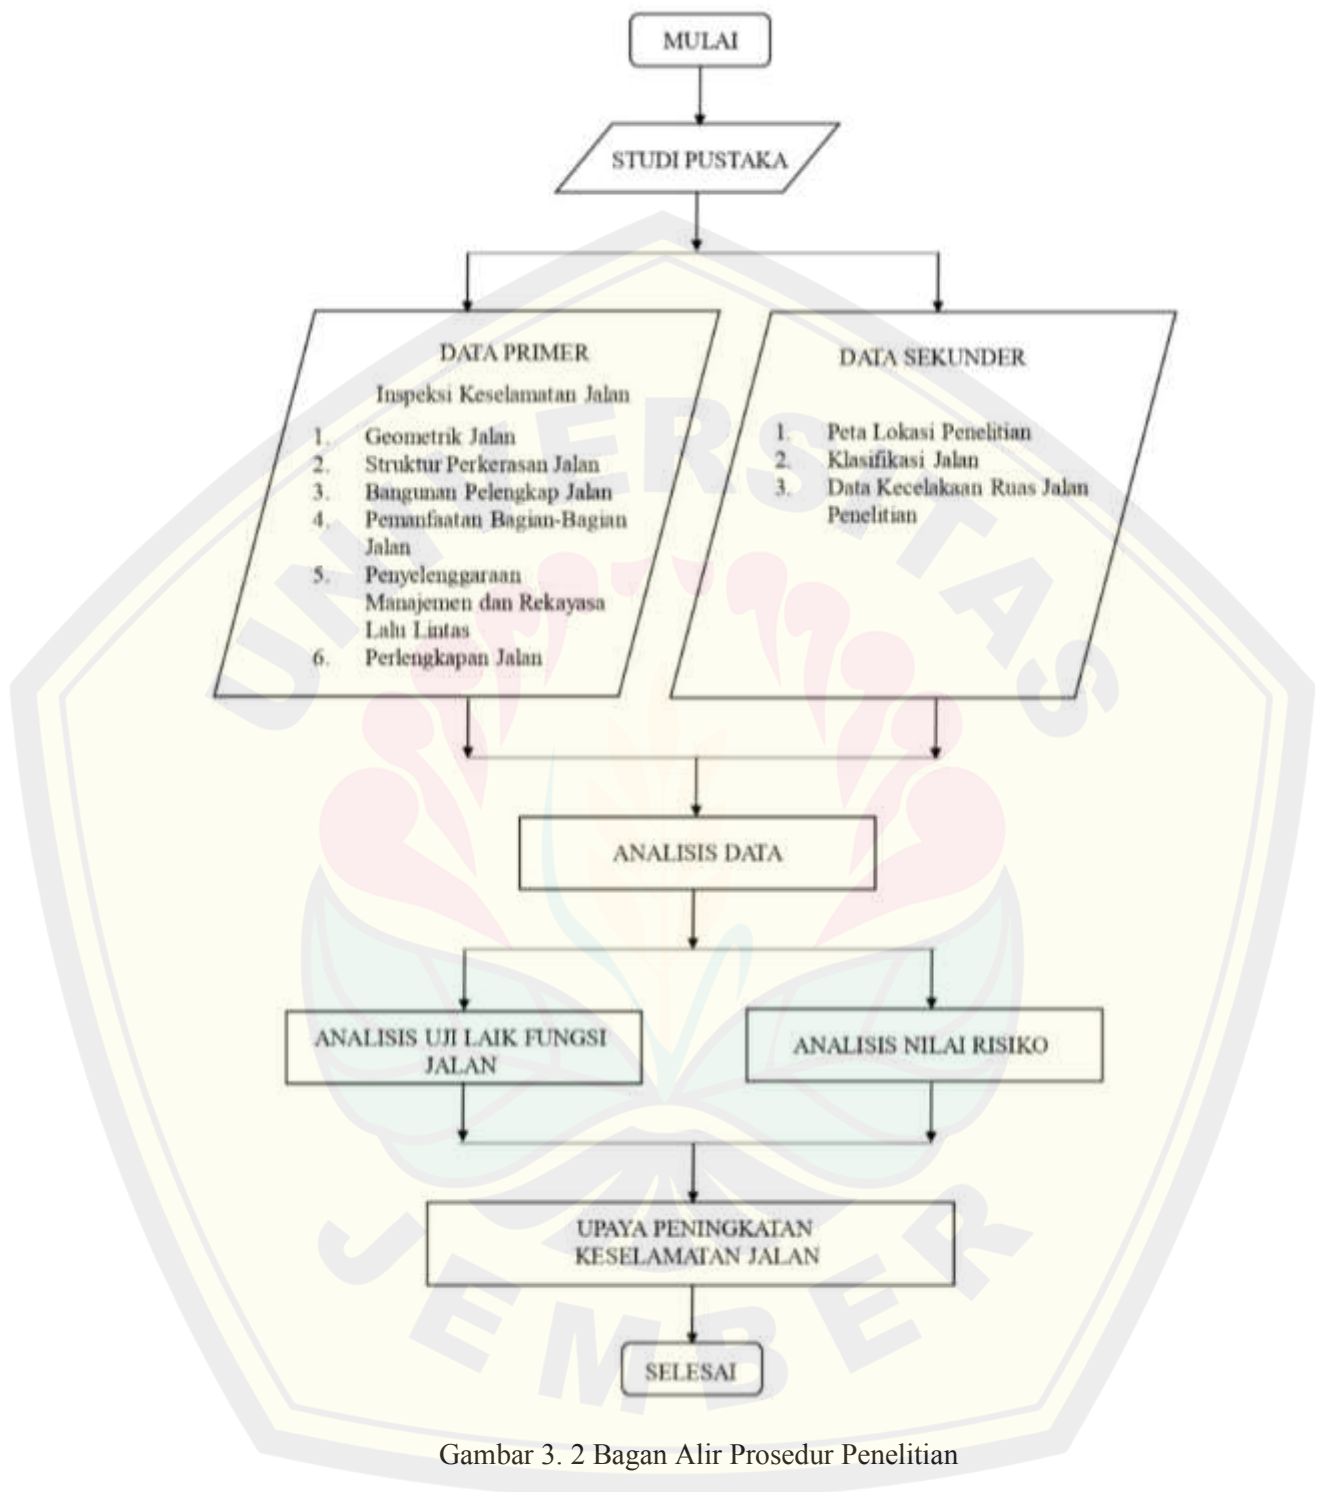 MULAI
STUDI PUSTAKA
DATA PRIMER
Inspeksi Keselamatan Jalan
1. Geometrik Jalan
2. Struktur Perkerasan Jalan
3. Bangunan Pelengkap Jalan
4. Pemanfaatan Bagian-Bagian
Jalan
5. Penyelenggaraan
Manajemen dan Rekayasa
Lalu Lintas
6. Perlengkapan Jalan
DATA SEKUNDER
1. Peta Lokasi Penelitian
2. Klasifikasi Jalan
3. Data Kecelakaan Ruas Jalan
Penelitian
ANALISIS DATA
ANALISIS UJI LAIK FUNGSI
JALAN
ANALISIS NILAI RISIKO
UPAYA PENINGKATAN
KESELAMATAN JALAN
SELESAI
Gambar 3. 2 Bagan Alir Prosedur Penelitian
UNIVERSITAS
JEMBER